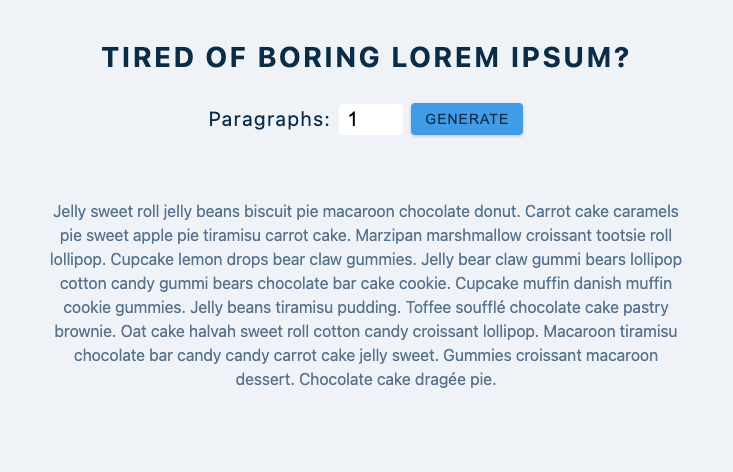 TIRED OF BORING LOREM IPSUM?
Paragraphs: 1 GENERATE
Jelly sweet roll jelly beans biscuit pie macaroon chocolate donut. Carrot cake caramels
pie sweet apple pie tiramisu carrot cake. Marzipan marshmallow croissant tootsie roll
lollipop. Cupcake lemon drops bear claw gummies. Jelly bear claw gummi bears lollipop
cotton candy gummi bears chocolate bar cake cookie. Cupcake muffin danish muffin
cookie gummies. Jelly beans tiramisu pudding. Toffee soufflé chocolate cake pastry
brownie. Oat cake halvah sweet roll cotton candy croissant lollipop. Macaroon tiramisu
chocolate bar candy candy carrot cake jelly sweet. Gummies croissant macaroon
dessert. Chocolate cake dragée pie.